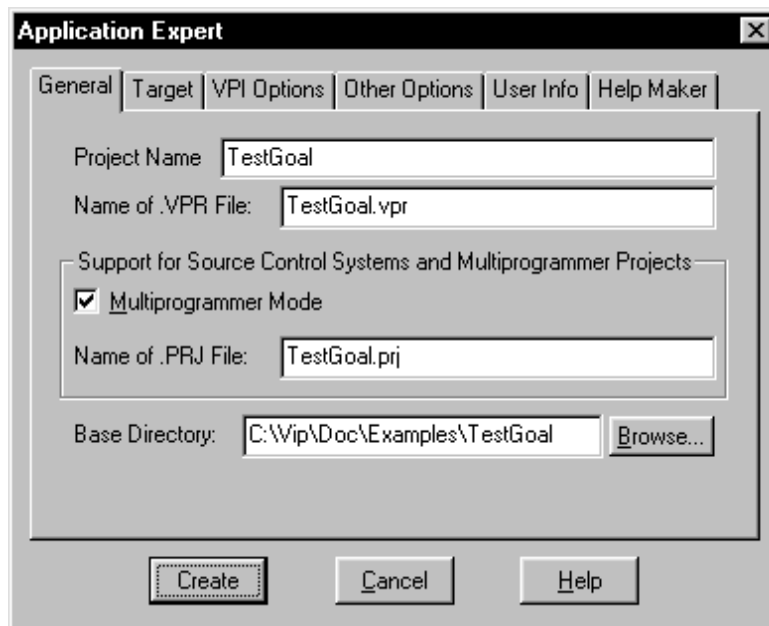 Application Expert
General Target VPI Options Other Options User Info Help Maker
Project Name TestGoal
Name of .VPR File: TestGoal.vpr
Support for Source Control Systems and Multiprogrammer Projects
Multiprogrammer Mode
Name of .PRJ File: TestGoal.prj
Base Directory: C:\Vip\Doc\Examples\TestGoal Browse...
Create Cancel Help